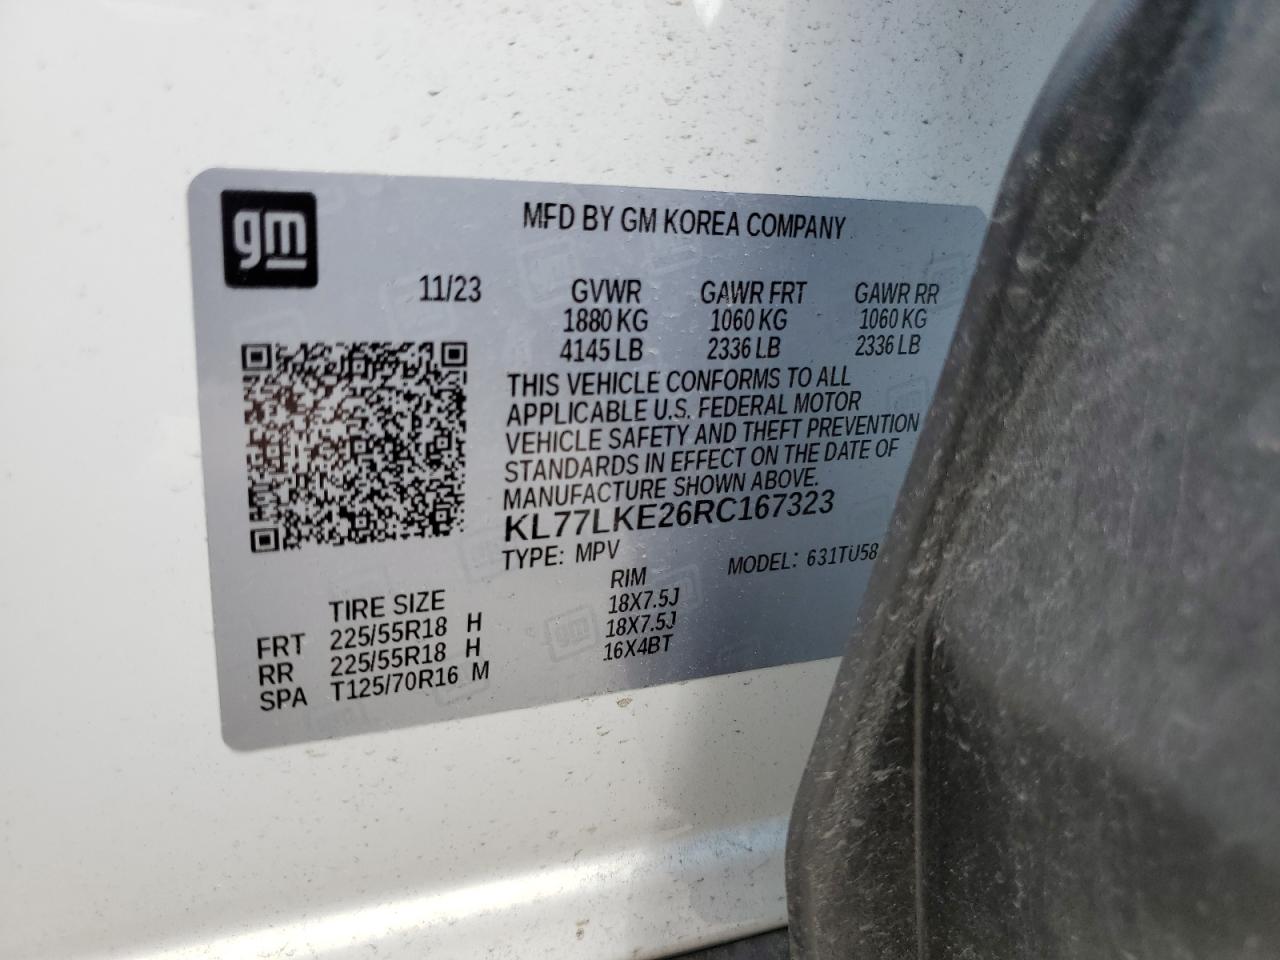 gm
MFD BY GM KOREA COMPANY
11/23 GVWR GAWR FRT GAWR RR
1880 KG 1060 KG 1060 KG
4145 LB 2336 LB 2336 LB
THIS VEHICLE CONFORMS TO ALL
APPLICABLE U.S. FEDERAL MOTOR
VEHICLE SAFETY AND THEFT PREVENTION
STANDARDS IN EFFECT ON THE DATE OF
MANUFACTURE SHOWN ABOVE.
KL77LKE26RC167323
TYPE: MPV MODEL: 631TU58
TIRE SIZE RIM
FRT 225/55R18 H 18X7.5J
RR 225/55R18 H 18X7.5J
SPA T125/70R16 M 16X4BT